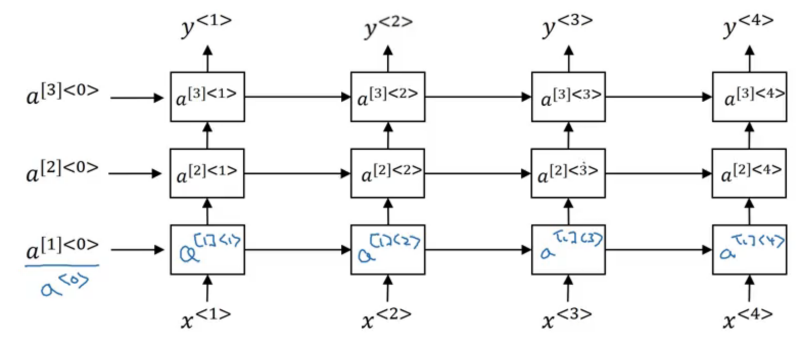 y<1> y<2> y<3> y<4>
a[3]<0> a[3]<1> a[3]<2> a[3]<3> a[3]<4>
a[2]<0> a[2]<1> a[2]<2> a[2]<3> a[2]<4>
a[1]<0> a[1]<1> a[1]<2> a[1]<3> a[1]<4>
a[0]
x<1> x<2> x<3> x<4>